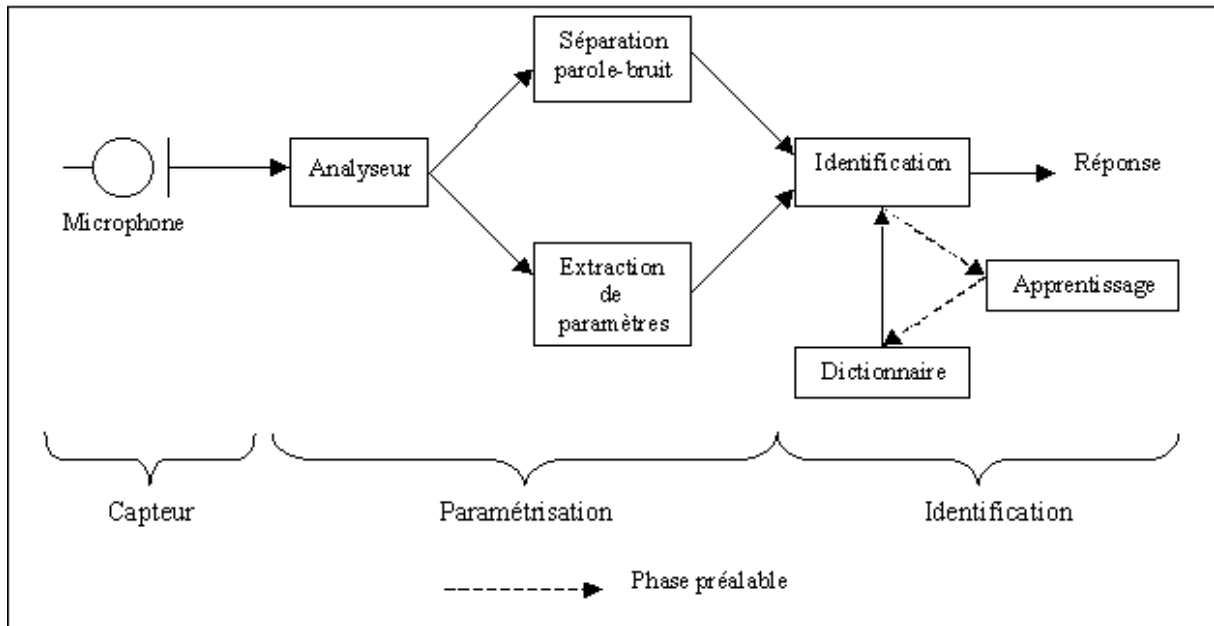 Séparation
parole-bruit
Microphone
Analyseur
Identification
Réponse
Extraction
de
paramètres
Apprentissage
Dictionnaire
Capteur
Paramétrisation
Identification
Phase préalable